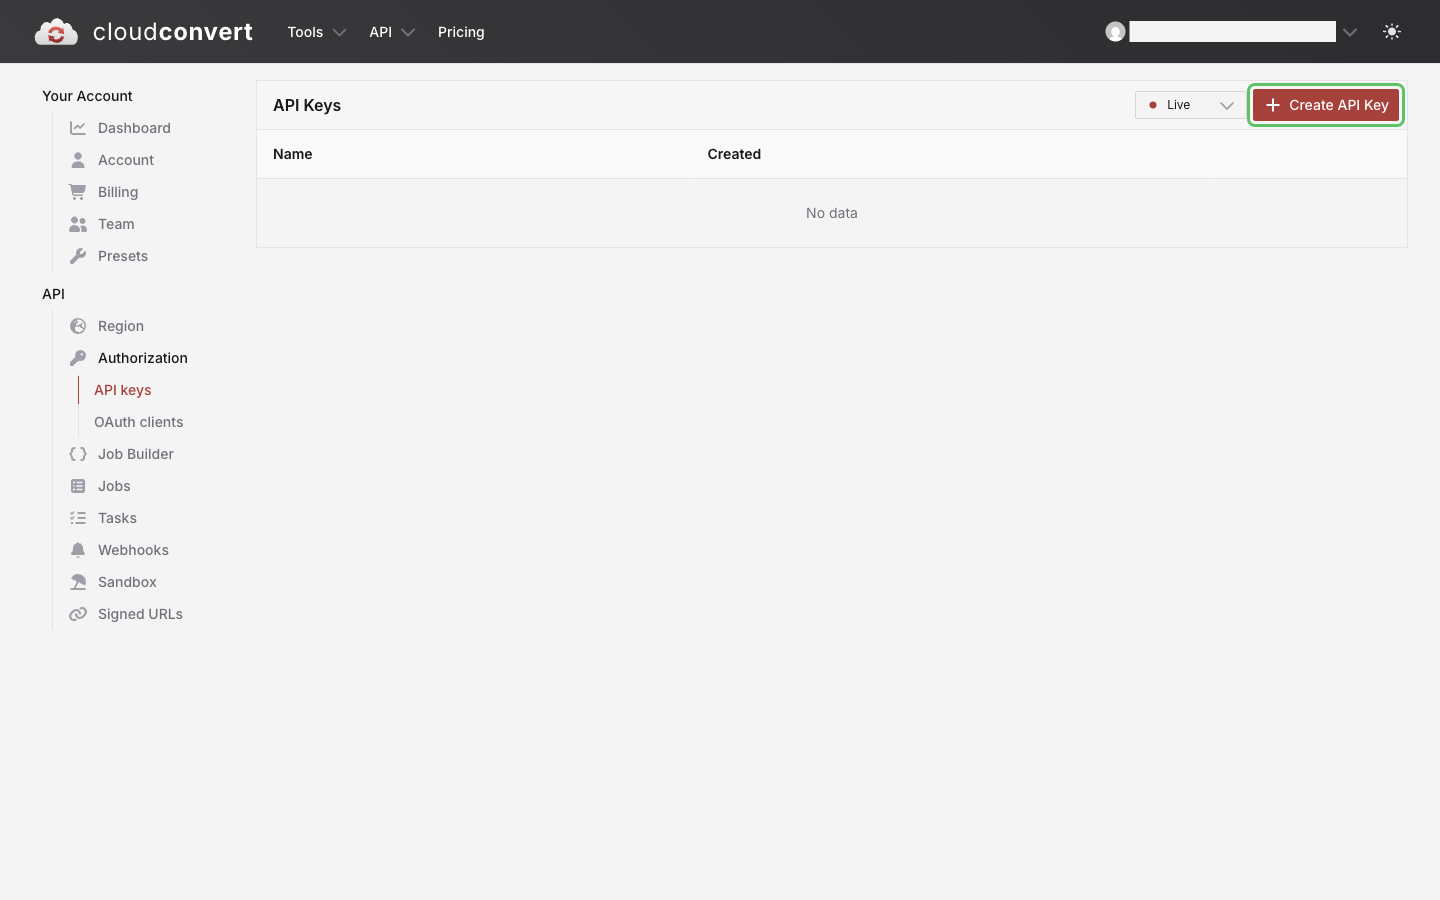 cloudconvert Tools API Pricing
Your Account
Dashboard
Account
Billing
Team
Presets
API
Region
Authorization
API keys
OAuth clients
Job Builder
Jobs
Tasks
Webhooks
Sandbox
Signed URLs
API Keys Live Create API Key
Name Created
No data